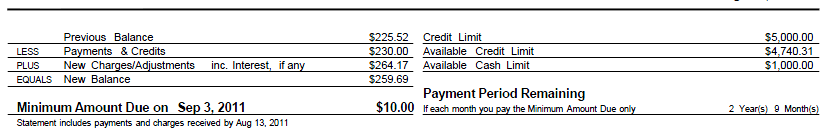 Previous Balance $225.52
LESS Payments & Credits $230.00
PLUS New Charges/Adjustments inc. Interest, if any $264.17
EQUALS New Balance $259.69
Minimum Amount Due on Sep 3, 2011 $10.00
Statement includes payments and charges received by Aug 13, 2011
Credit Limit $5,000.00
Available Credit Limit $4,740.31
Available Cash Limit $1,000.00
Payment Period Remaining
If each month you pay the Minimum Amount Due only 2 Year(s) 9 Month(s)